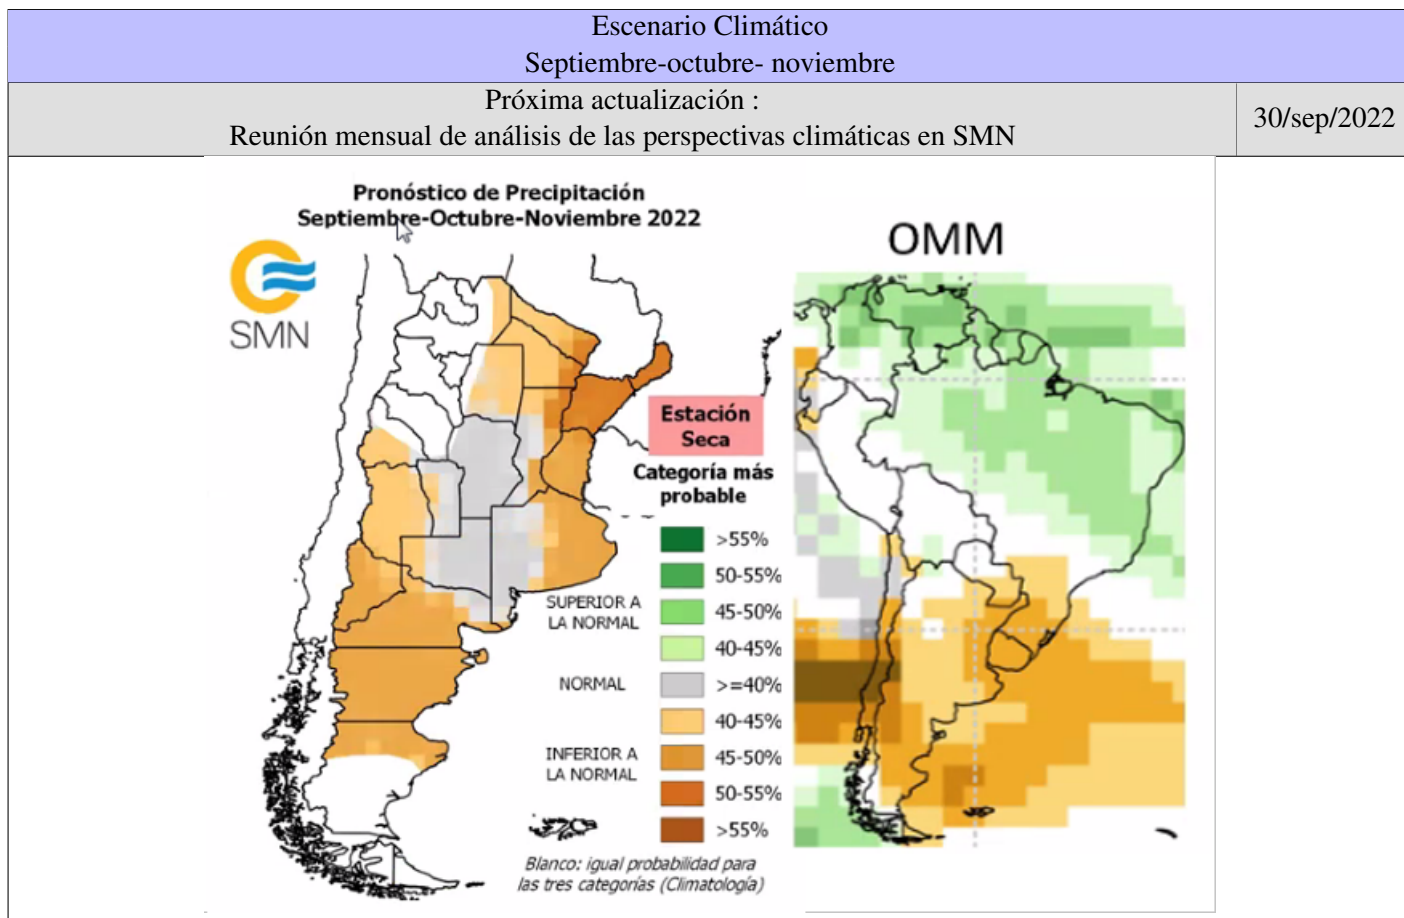 Escenario Climático
Septiembre-octubre- noviembre
Próxima actualización :
Reunión mensual de análisis de las perspectivas climáticas en SMN
30/sep/2022
Pronóstico de Precipitación
Septiembre-Octubre-Noviembre 2022
SMN
OMM
Estación
Seca
Categoría más
probable
>55%
50-55%
SUPERIOR A
LA NORMAL
45-50%
40-45%
NORMAL
>=40%
40-45%
INFERIOR A
LA NORMAL
45-50%
50-55%
>55%
Blanco: igual probabilidad para
las tres categorías (Climatología)